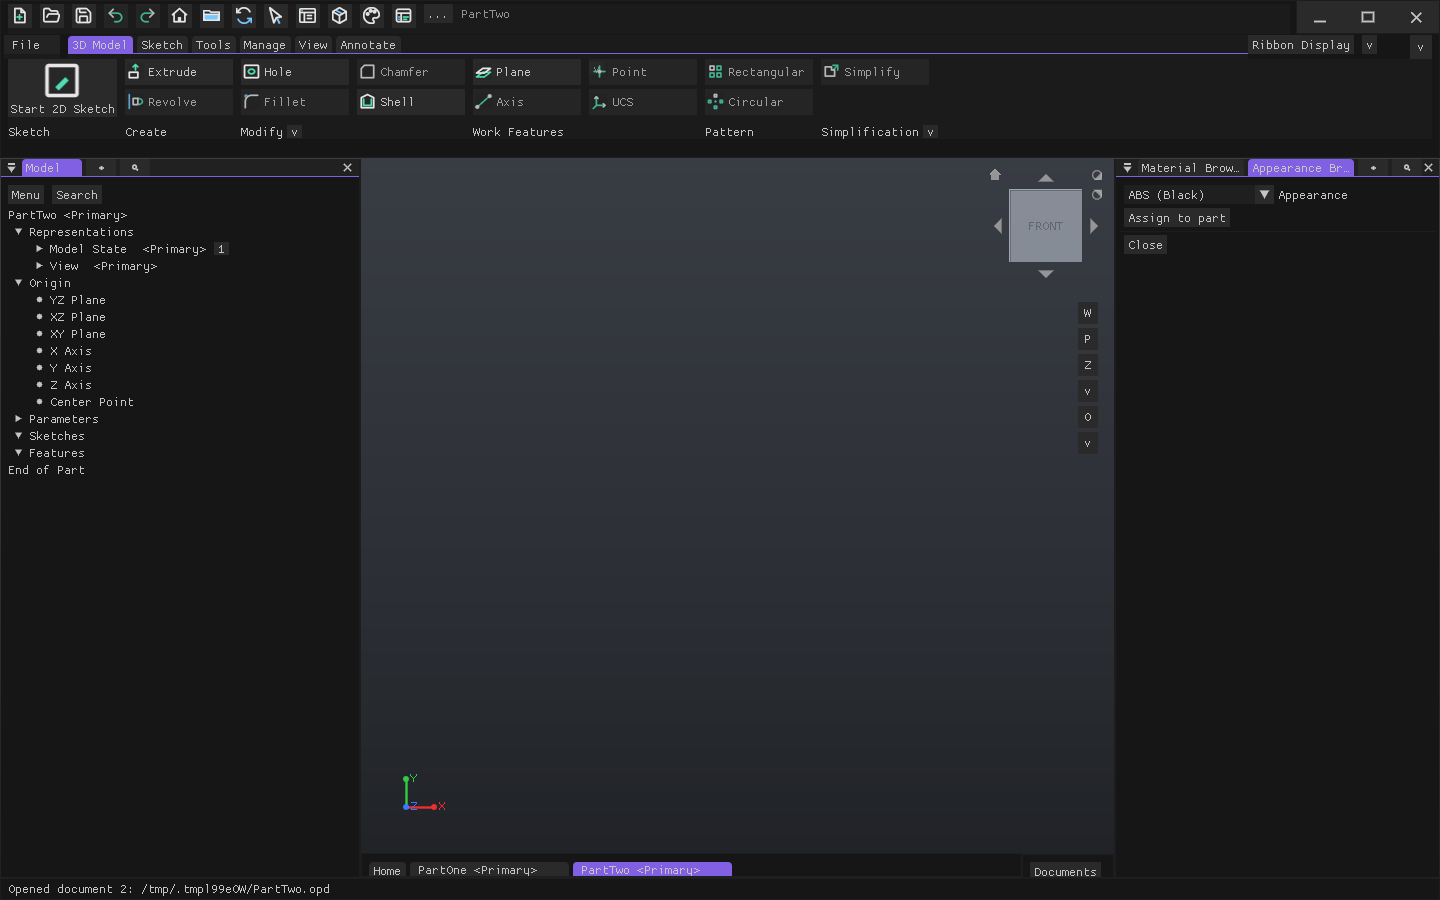 ... PartTwo
File 3D Model Sketch Tools Manage View Annotate Ribbon Display v v
Extrude Hole Chamfer Plane Point Rectangular Simplify
Start 2D Sketch Revolve Fillet Shell Axis UCS Circular
Sketch Create Modify v Work Features Pattern Simplification v
Model Material Brow… Appearance Br…
Menu Search ABS (Black) Appearance
PartTwo <Primary> Assign to part
Representations FRONT
Model State <Primary> 1 Close
View <Primary>
Origin
YZ Plane
XZ Plane W
XY Plane P
X Axis
Y Axis Z
Z Axis v
Center Point
Parameters O
Sketches v
Features
End of Part
Y
Z X
Home PartOne <Primary> PartTwo <Primary> Documents
Opened document 2: /tmp/.tmpl99eOW/PartTwo.opd